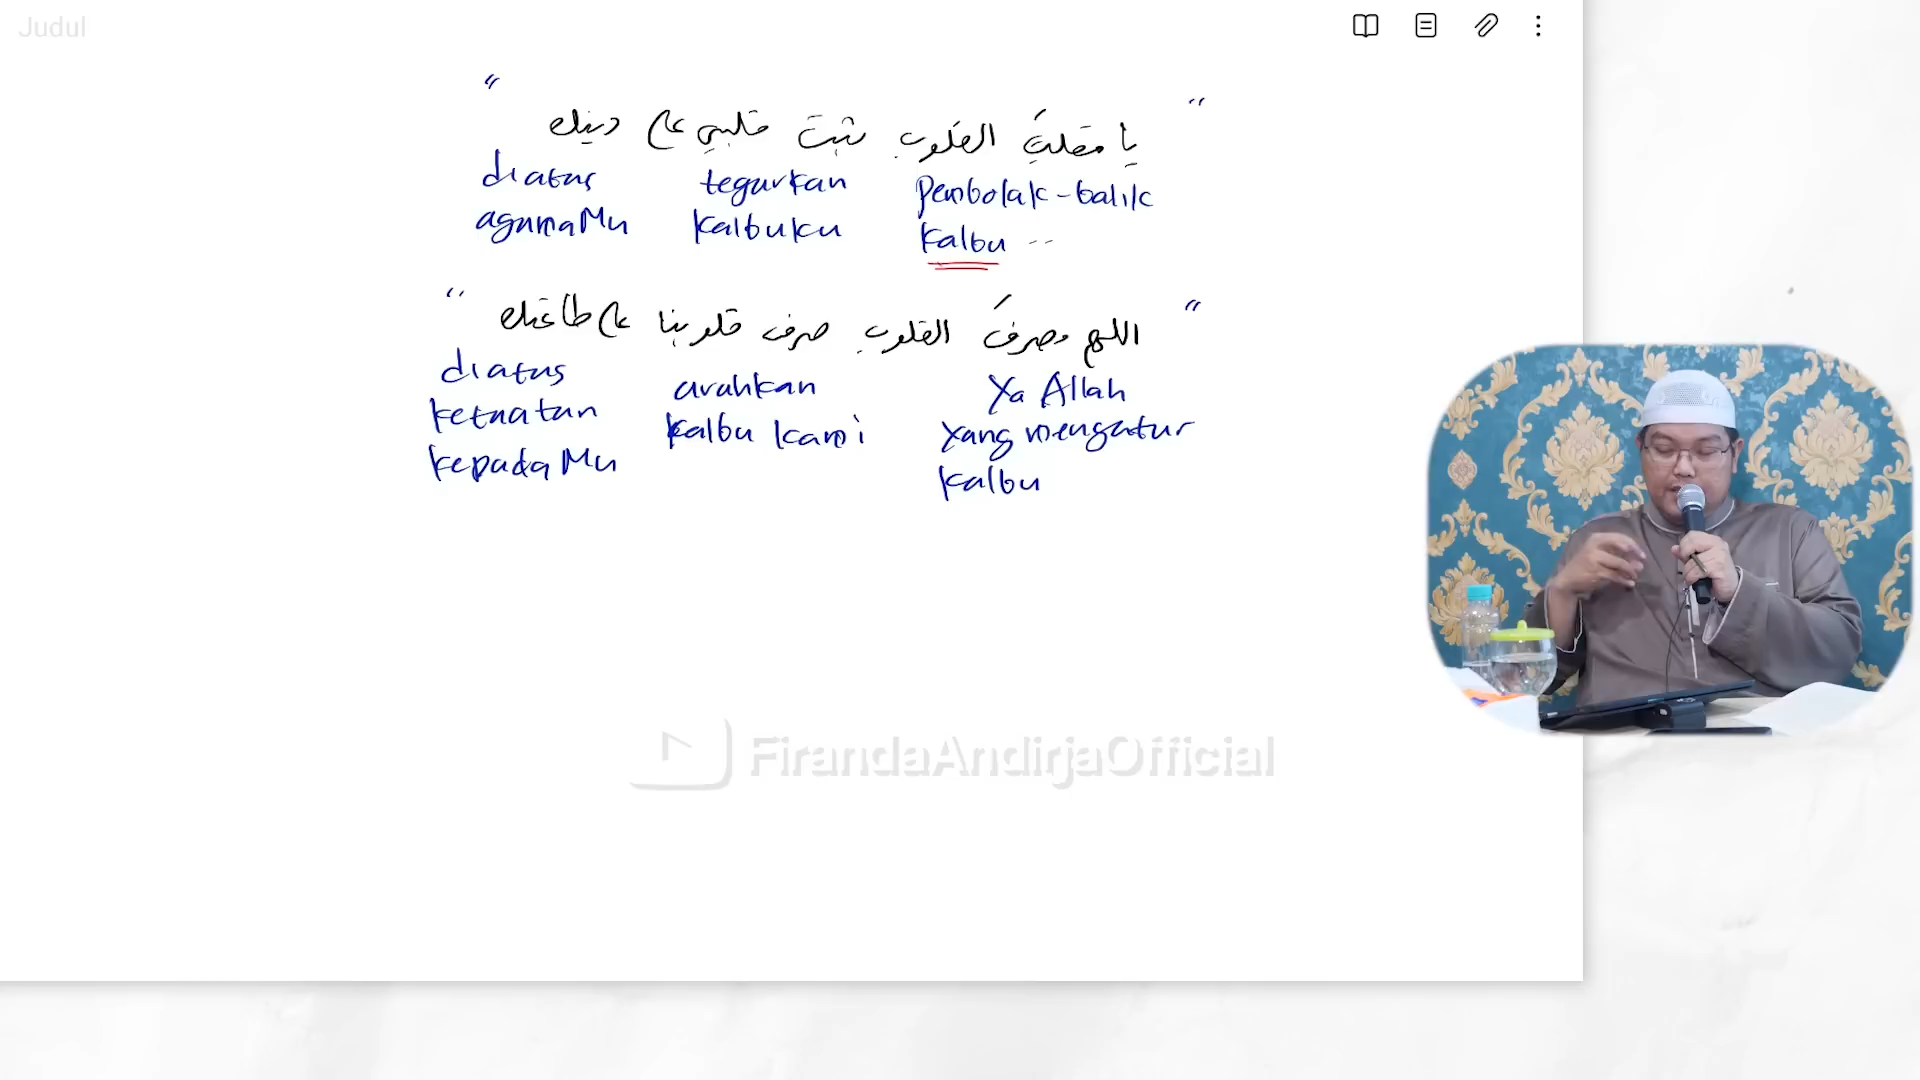 Judul
" يا مقلبَ القلوب ثبت قلبي على دينك "
diatas tegurkan Pembolak-balik
agamaMu kalbuku kalbu --
" اللهم مصرفَ القلوب صرف قلوبنا على طاعتك "
diatas arahkan Ya Allah
ketaatan kalbu kami yang mengatur
kepadaMu kalbu
FirandaAndirjaOfficial